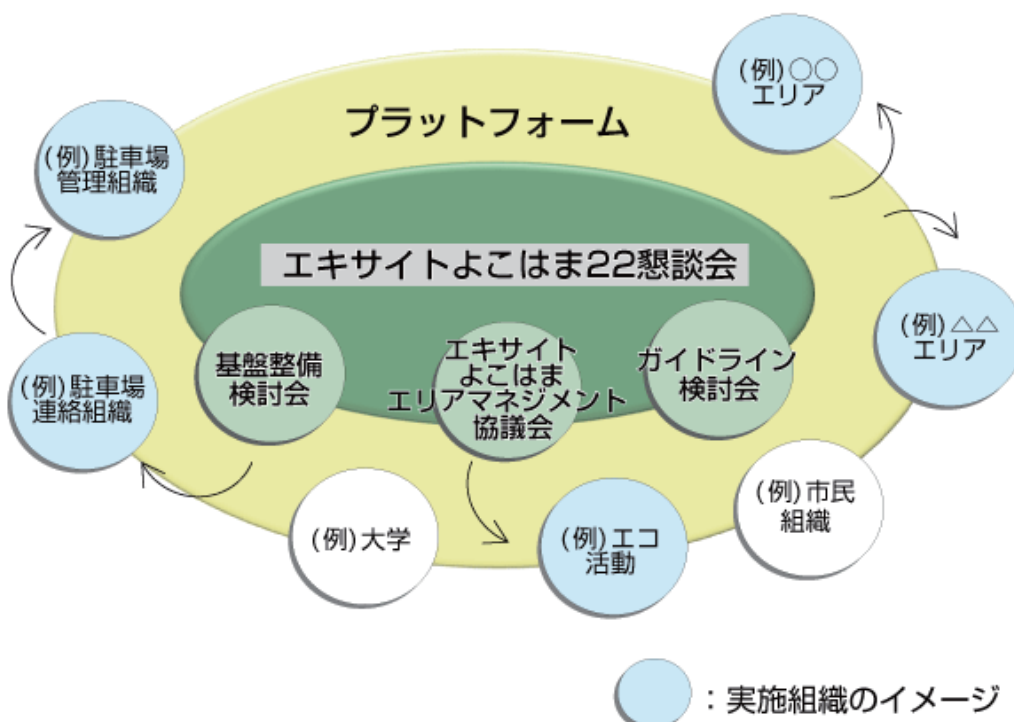 (例)○○
エリア
プラットフォーム
(例)駐車場
管理組織
エキサイトよこはま22懇談会
(例)△△
エリア
基盤整備
検討会
エキサイト
よこはま
エリアマネジメント
協議会
ガイドライン
検討会
(例)駐車場
連絡組織
(例)大学
(例)エコ
活動
(例)市民
組織
：実施組織のイメージ